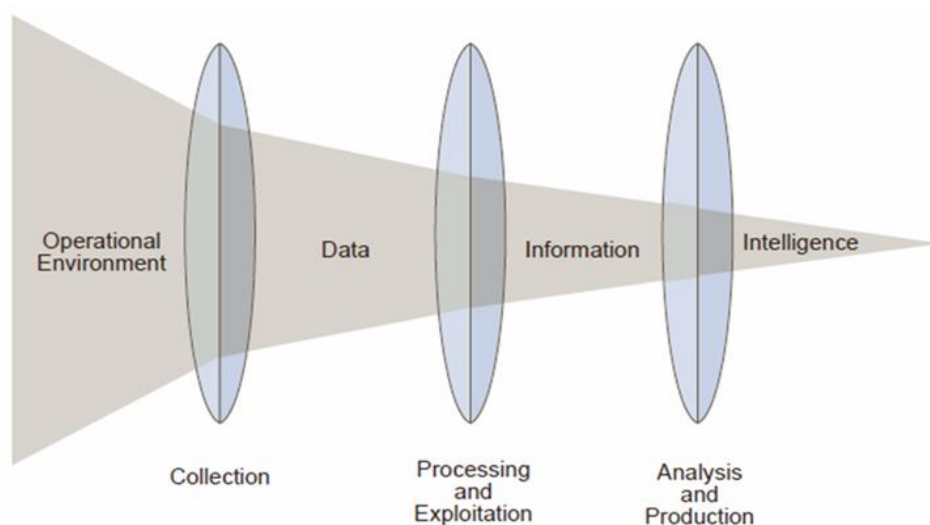 Operational
Environment
Data
Information
Intelligence
Collection
Processing
and
Exploitation
Analysis
and
Production